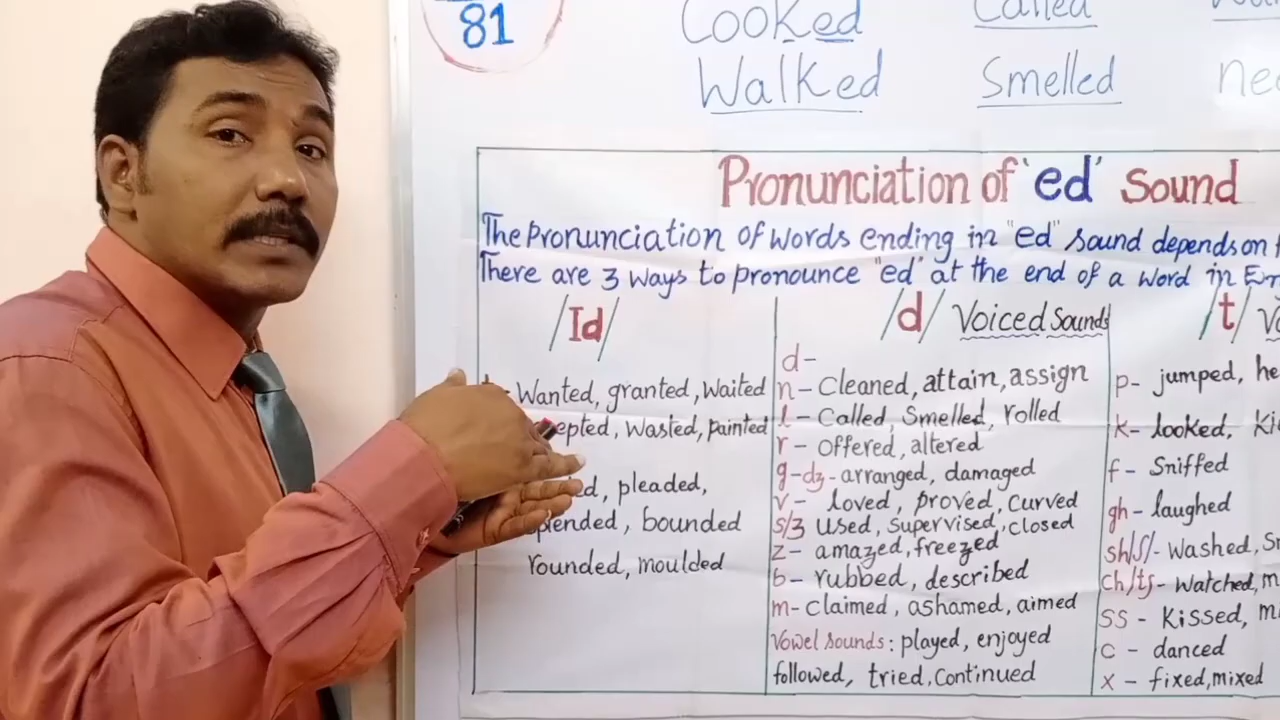 81
Cooked
Called
Walked
Smelled
Pronunciation of 'ed' Sound
The pronunciation of words ending in "ed" sound depends on
There are 3 ways to pronounce "ed" at the end of a word in
/Id/
Wanted, granted, waited
wasted, painted
pleaded,
bounded
rounded, moulded
/d/ Voiced Sounds
d-
n- Cleaned, attain, assign
l - Called, Smelled, rolled
r - offered, altered
g-dʒ- arranged, damaged
v- loved, proved, curved
s/3 used, supervised, closed
z- amazed, freezed
b- rubbed, described
m- claimed, ashamed, aimed
Vowel sounds: played, enjoyed
followed, tried, continued
/t/
p- jumped,
k- looked,
f- Sniffed
gh- laughed
sh/ʃ/- Washed,
ch/tʃ- watched,
ss - Kissed,
c - danced
x - fixed, mixed